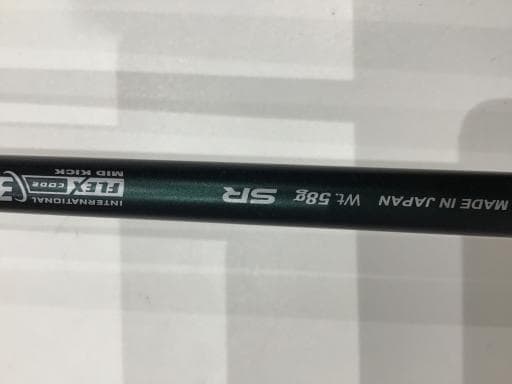 MADE IN JAPAN Wt. 58g SR
INTERNATIONAL
FLEX CODE
MID KICK